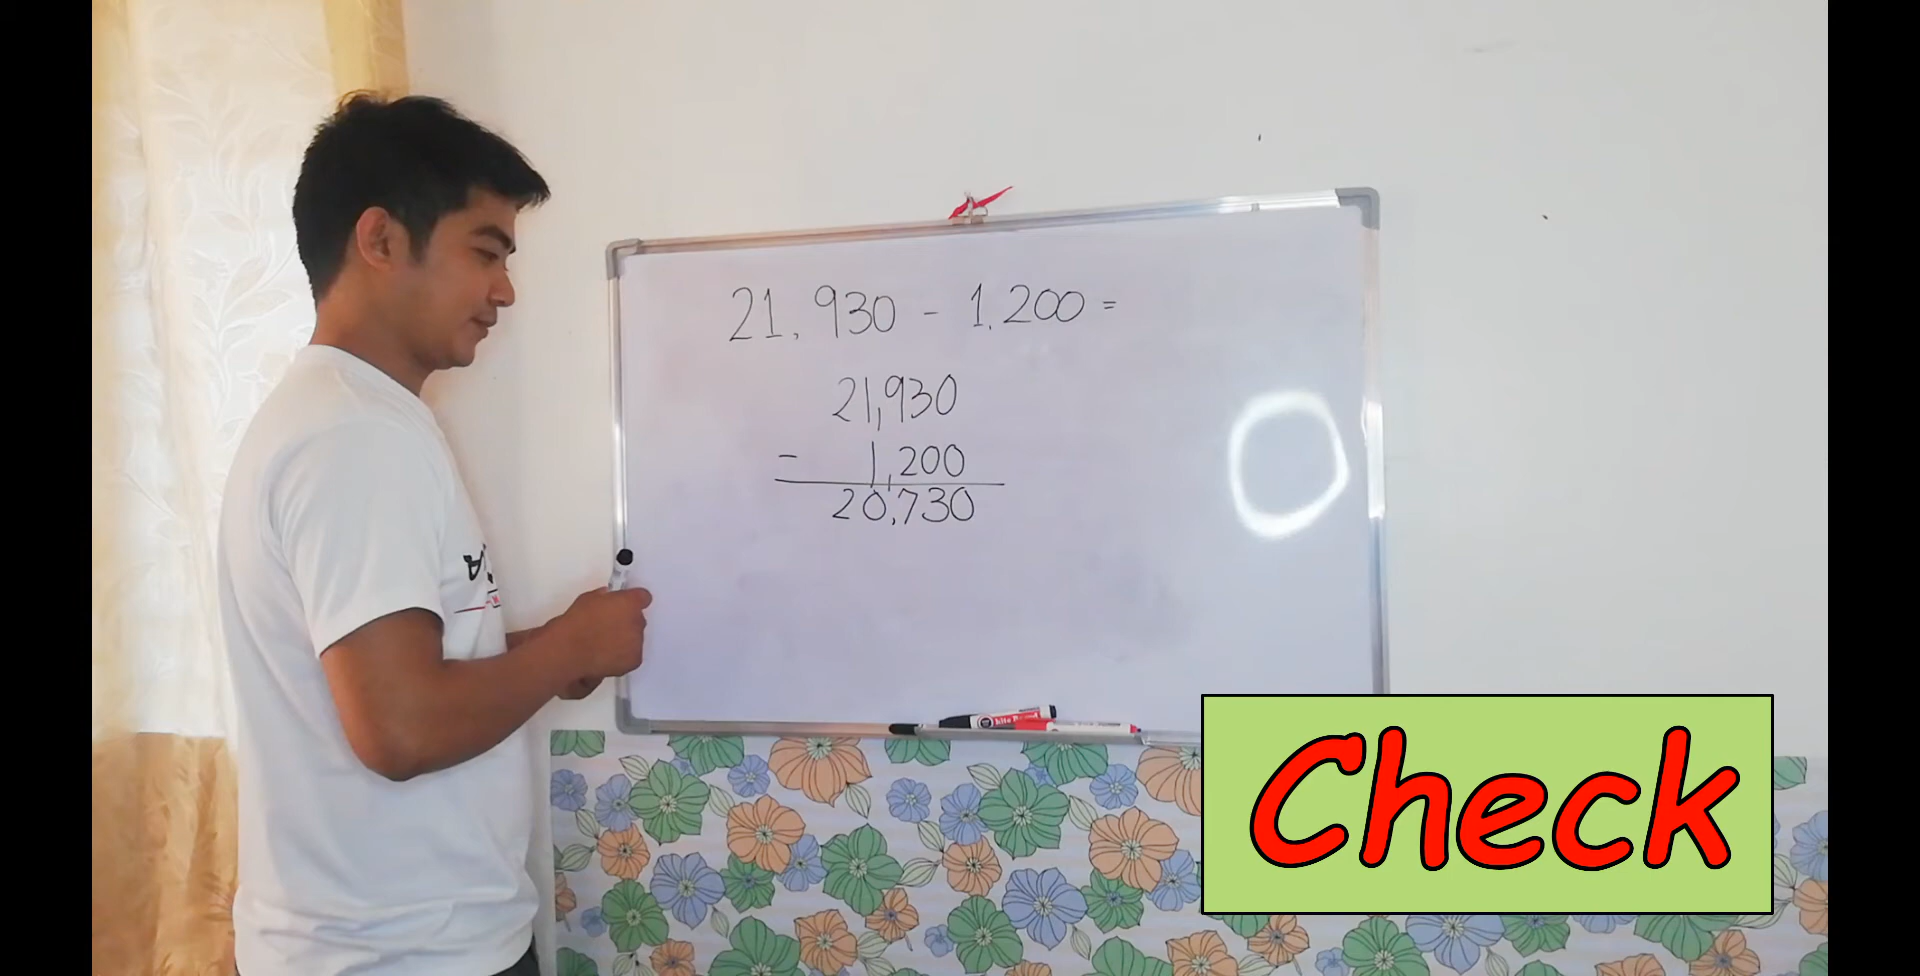 21,930 - 1,200 =
21,930
- 1,200
20,730
Check